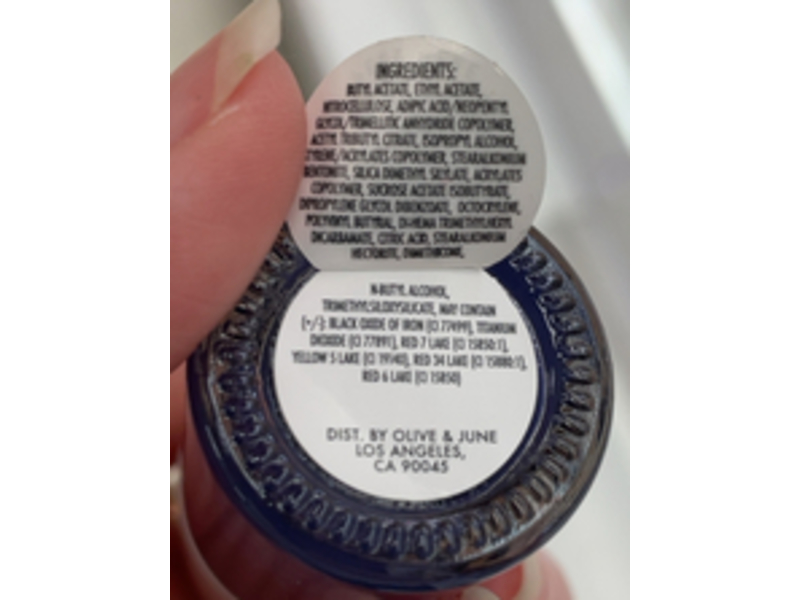 INGREDIENTS:
BUTYL ACETATE, ETHYL ACETATE,
NITROCELLULOSE, ADIPIC ACID/NEOPENTYL
GLYCOL/TRIMELLITIC ANHYDRIDE COPOLYMER,
ACETYL TRIBUTYL CITRATE, ISOPROPYL ALCOHOL,
STYRENE/ACRYLATES COPOLYMER, STEARALKONIUM
BENTONITE, SILICA DIMETHYL SILYLATE, ACRYLATES
COPOLYMER, SUCROSE ACETATE ISOBUTYRATE,
DIPROPYLENE GLYCOL DIBENZOATE, OCTOCRYLENE,
POLYVINYL BUTYRAL, DI-HEMA TRIMETHYLHEXYL
DICARBAMATE, CITRIC ACID, STEARALKONIUM
HECTORITE, DIMETHICONE,
N-BUTYL ALCOHOL,
TRIMETHYLSILOXYSILICATE, MAY CONTAIN
(+/-): BLACK OXIDE OF IRON (CI 77499), TITANIUM
DIOXIDE (CI 77891), RED 7 LAKE (CI 15850:1),
YELLOW 5 LAKE (CI 19140), RED 34 LAKE (CI 15880:1),
RED 6 LAKE (CI 15850)
DIST. BY OLIVE & JUNE
LOS ANGELES,
CA 90045